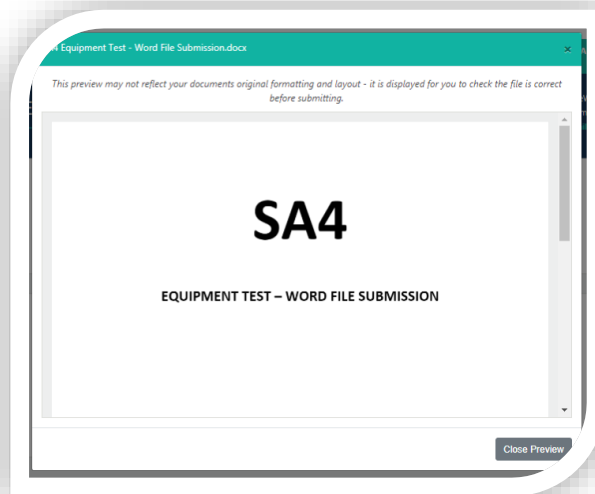 Equipment Test - Word File Submission.docx ×
This preview may not reflect your documents original formatting and layout - it is displayed for you to check the file is correct
before submitting.
SA4
EQUIPMENT TEST – WORD FILE SUBMISSION
Close Preview